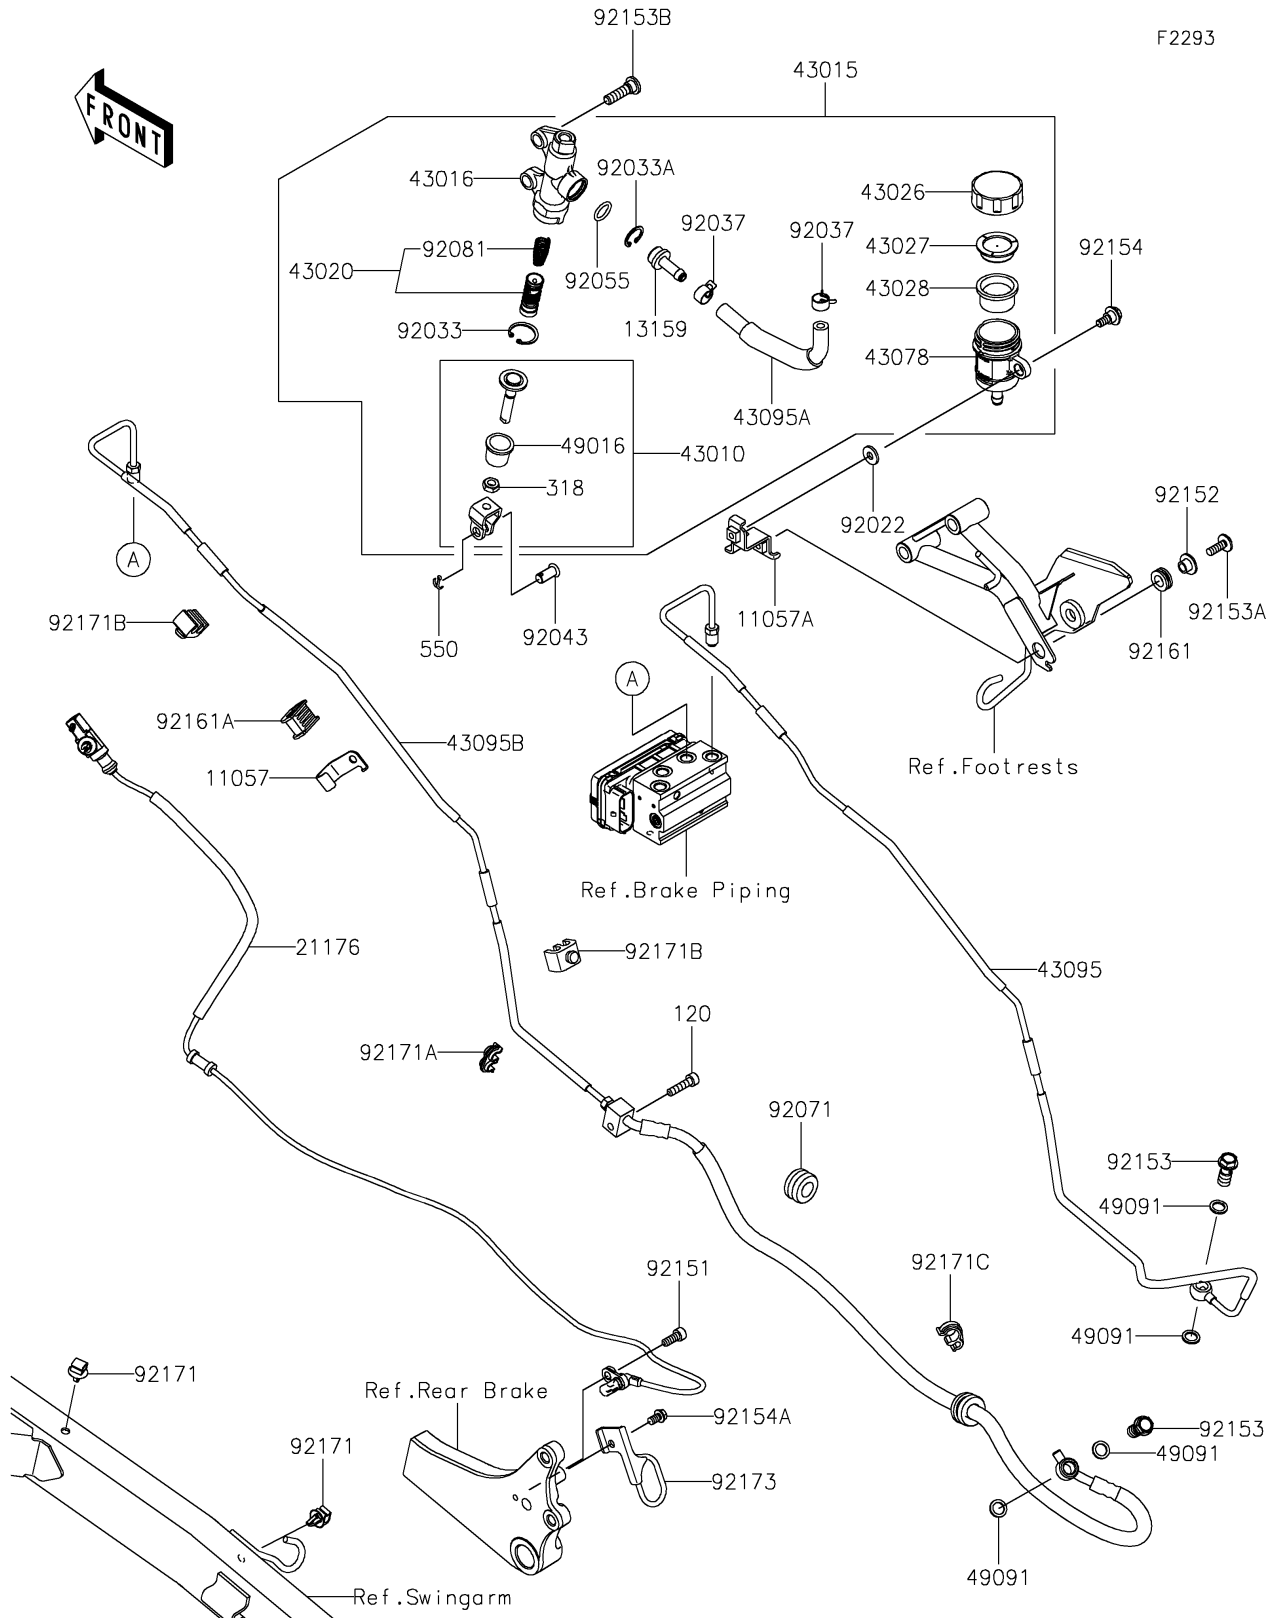 92153B
F2293
43015
FRONT
92033A
43016
43026
92037
92037
43027
92154
92081
43020
92055
43028
92033
13159
43078
43095A
49016
43010
318
92152
92022
A
92171B
550
92043
11057A
92153A
92161
A
92161A
43095B
11057
Ref.Footrests
Ref.Brake Piping
21176
92171B
43095
120
92171A
92071
92153
49091
92151
92171C
49091
92171
Ref.Rear Brake
92154A
92153
92171
49091
92173
49091
Ref.Swingarm